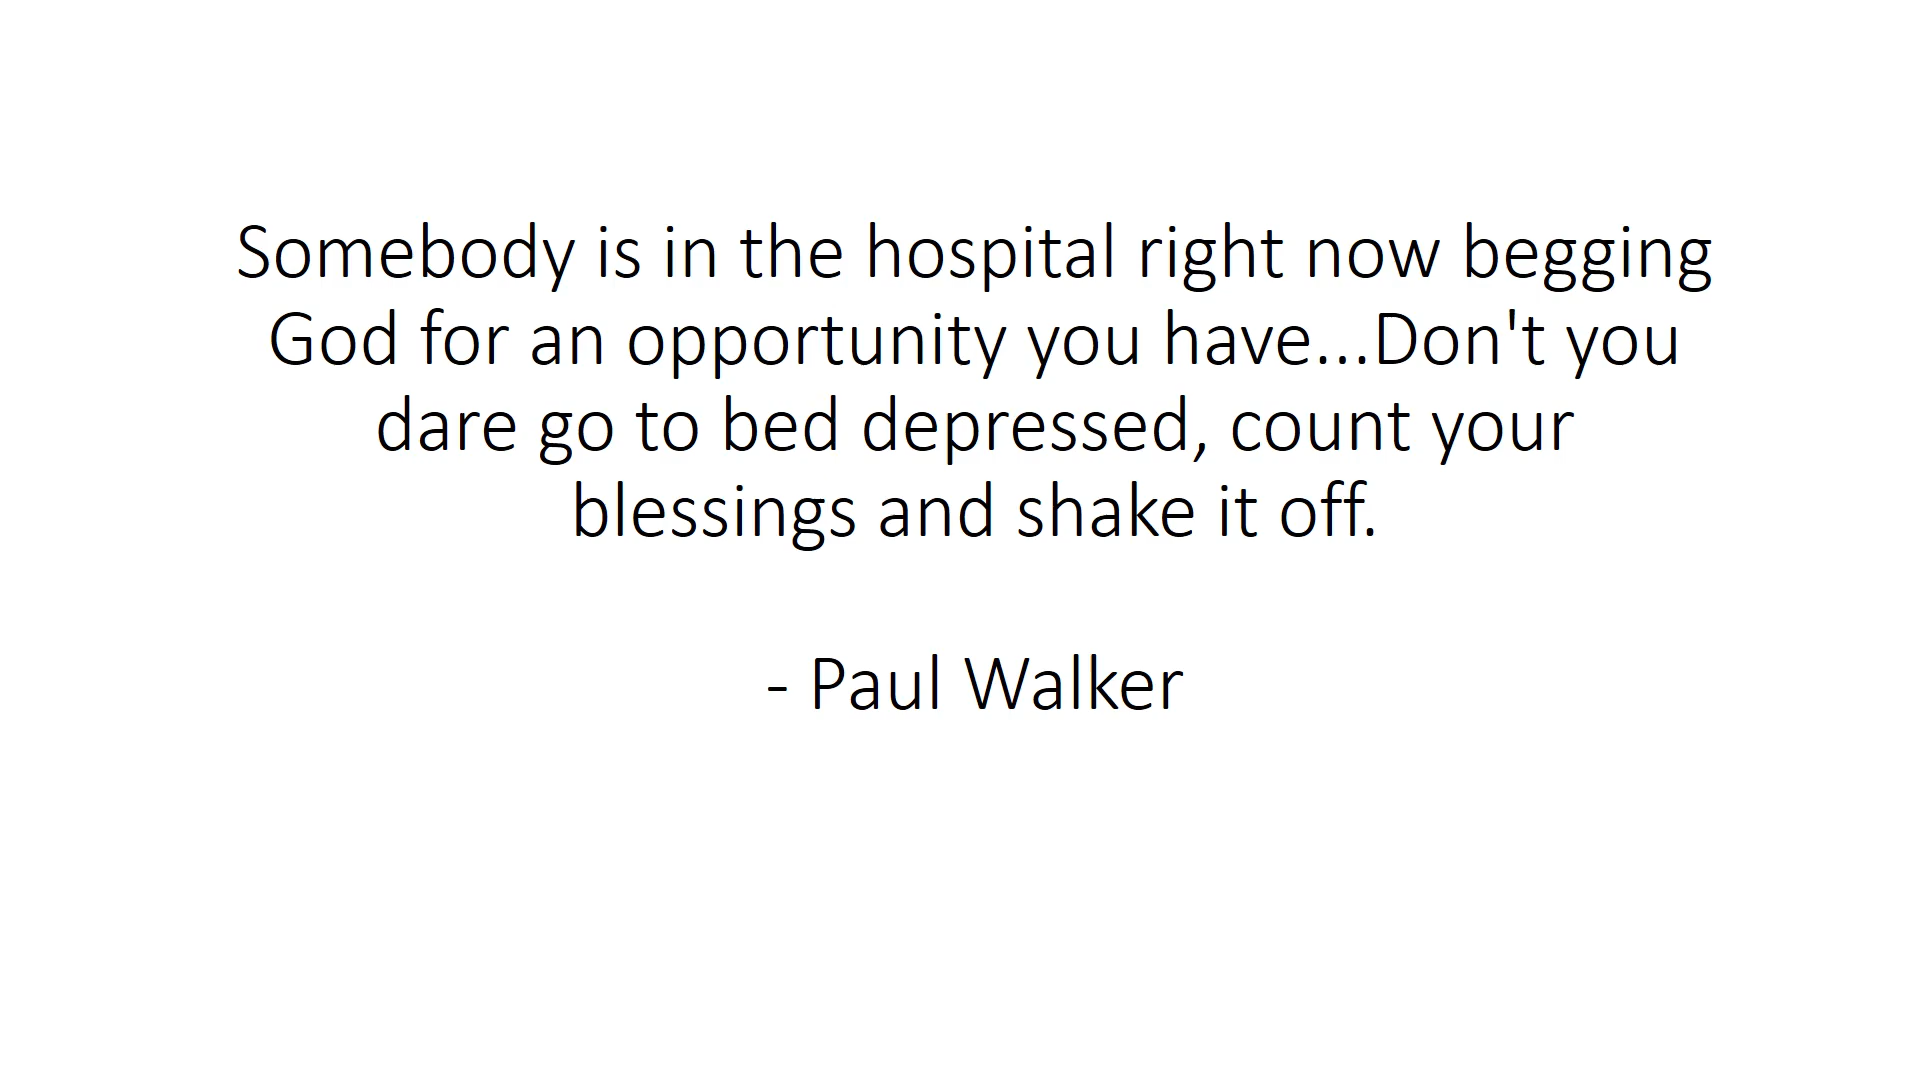 Somebody is in the hospital right now begging
God for an opportunity you have...Don't you
dare go to bed depressed, count your
blessings and shake it off.
- Paul Walker